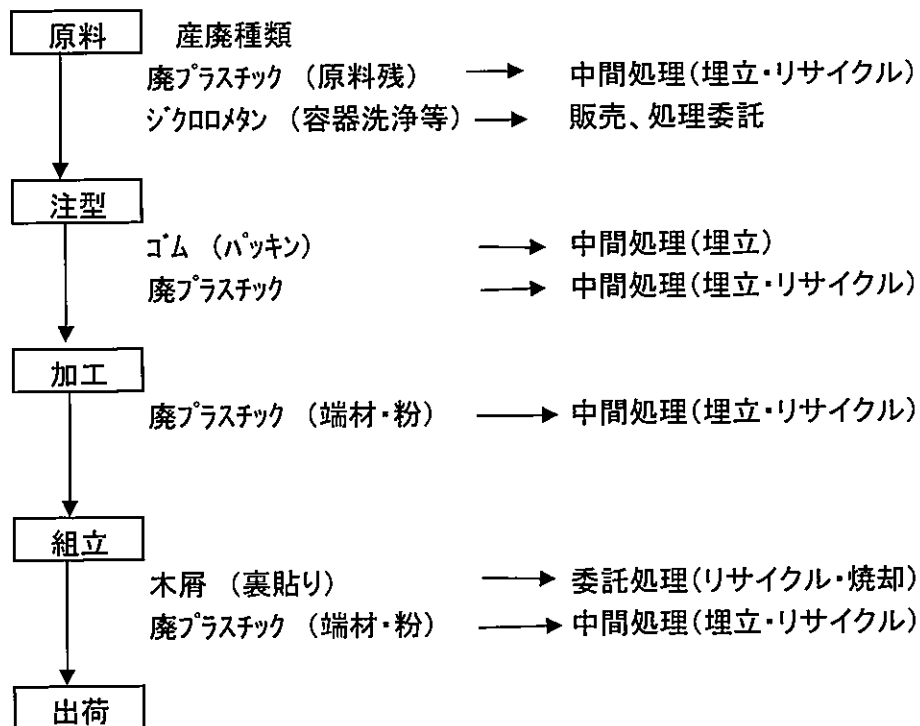 原料 産廃種類
廃プラスチック (原料残) → 中間処理(埋立・リサイクル)
ジクロロメタン (容器洗浄等) → 販売、処理委託
注型
ゴム (パッキン) → 中間処理(埋立)
廃プラスチック → 中間処理(埋立・リサイクル)
加工
廃プラスチック (端材・粉) → 中間処理(埋立・リサイクル)
組立
木屑 (裏貼り) → 委託処理(リサイクル・焼却)
廃プラスチック (端材・粉) → 中間処理(埋立・リサイクル)
出荷